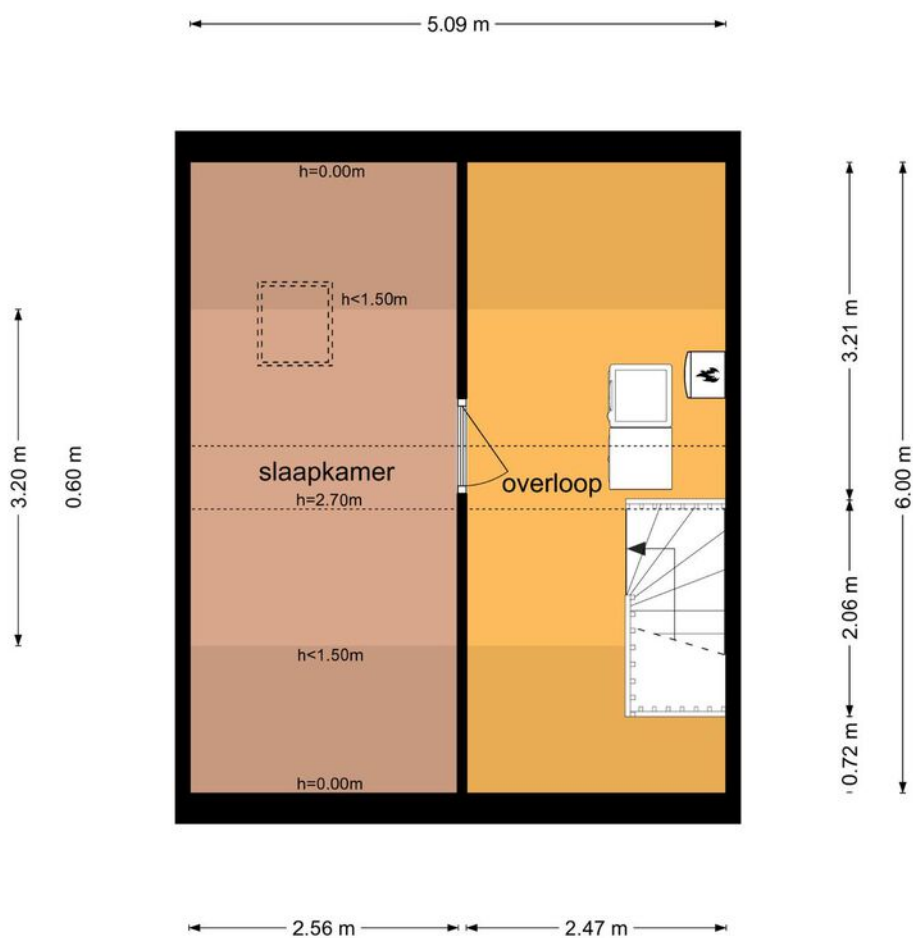 5.09 m
h=0.00m
h<1.50m
3.21 m
3.20 m
0.60 m
slaapkamer
overloop
h=2.70m
6.00 m
2.06 m
h<1.50m
0.72 m
h=0.00m
2.56 m
2.47 m